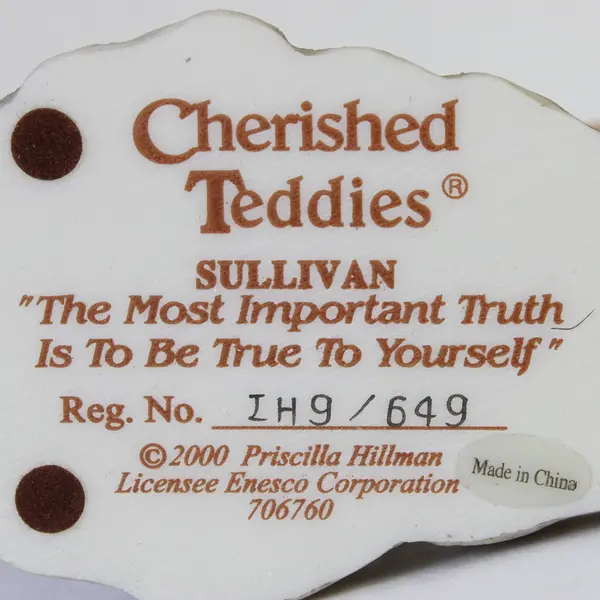 Cherished
Teddies®
SULLIVAN
"The Most Important Truth
Is To Be True To Yourself"
Reg. No. IH9/649
©2000 Priscilla Hillman
Licensee Enesco Corporation
706760
Made in China